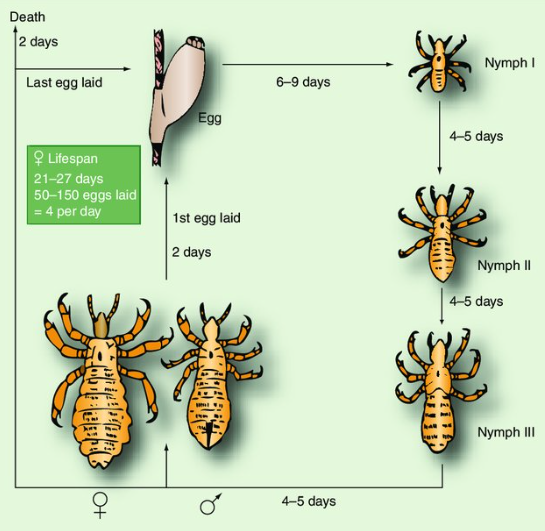 Death
2 days
Last egg laid
Egg
6–9 days
Nymph I
4–5 days
♀ Lifespan
21–27 days
50–150 eggs laid
= 4 per day
1st egg laid
2 days
Nymph II
4–5 days
Nymph III
4–5 days
♀
♂